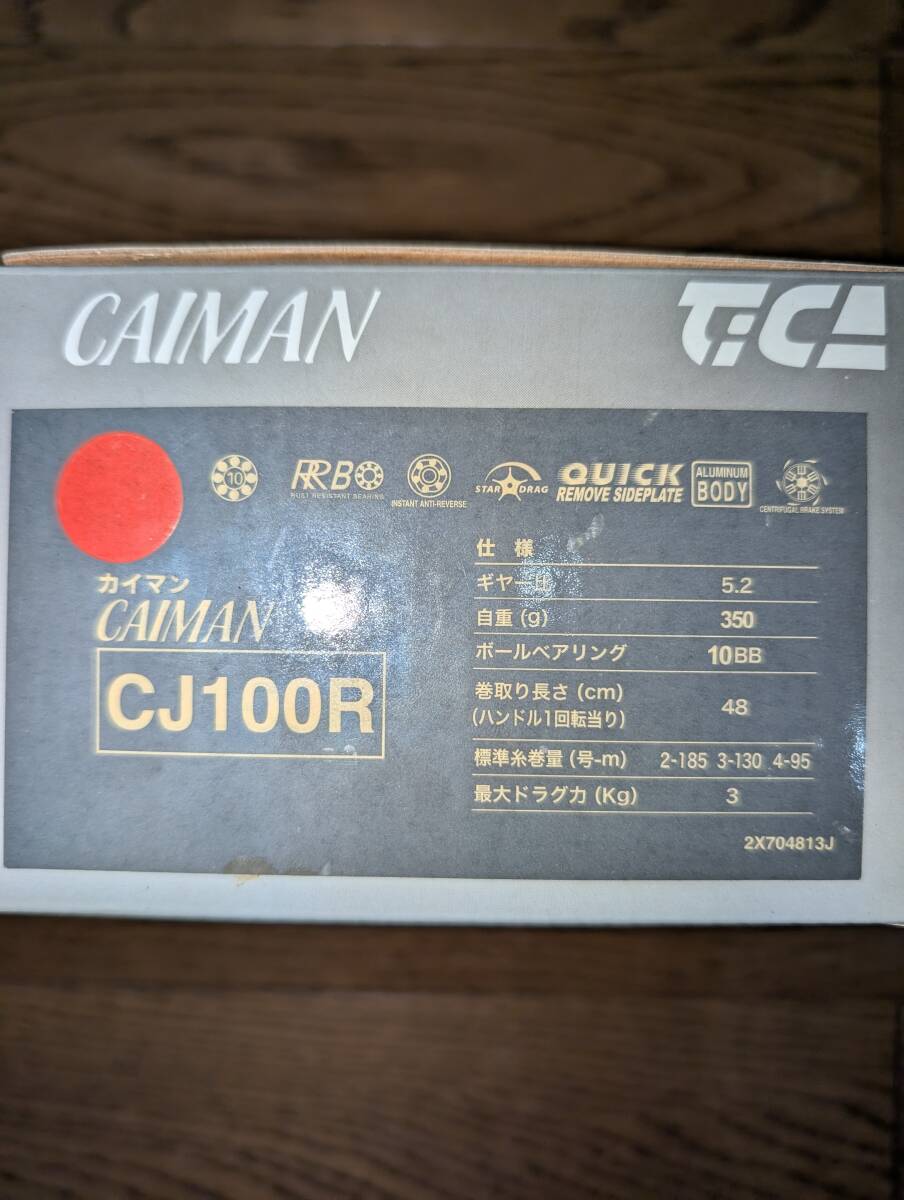 CAIMAN
TiCA
10
RRB
RUST RESISTANT BEARING
INSTANT ANTI-REVERSE
STAR DRAG
QUICK
REMOVE SIDEPLATE
ALUMINUM
BODY
CENTRIFUGAL BRAKE SYSTEM
カイマン
CAIMAN
CJ100R
仕 様
ギヤー比 5.2
自重(g) 350
ボールベアリング 10BB
巻取り長さ(cm)
(ハンドル1回転当り) 48
標準糸巻量(号-m) 2-185 3-130 4-95
最大ドラグ力(Kg) 3
2X704813J